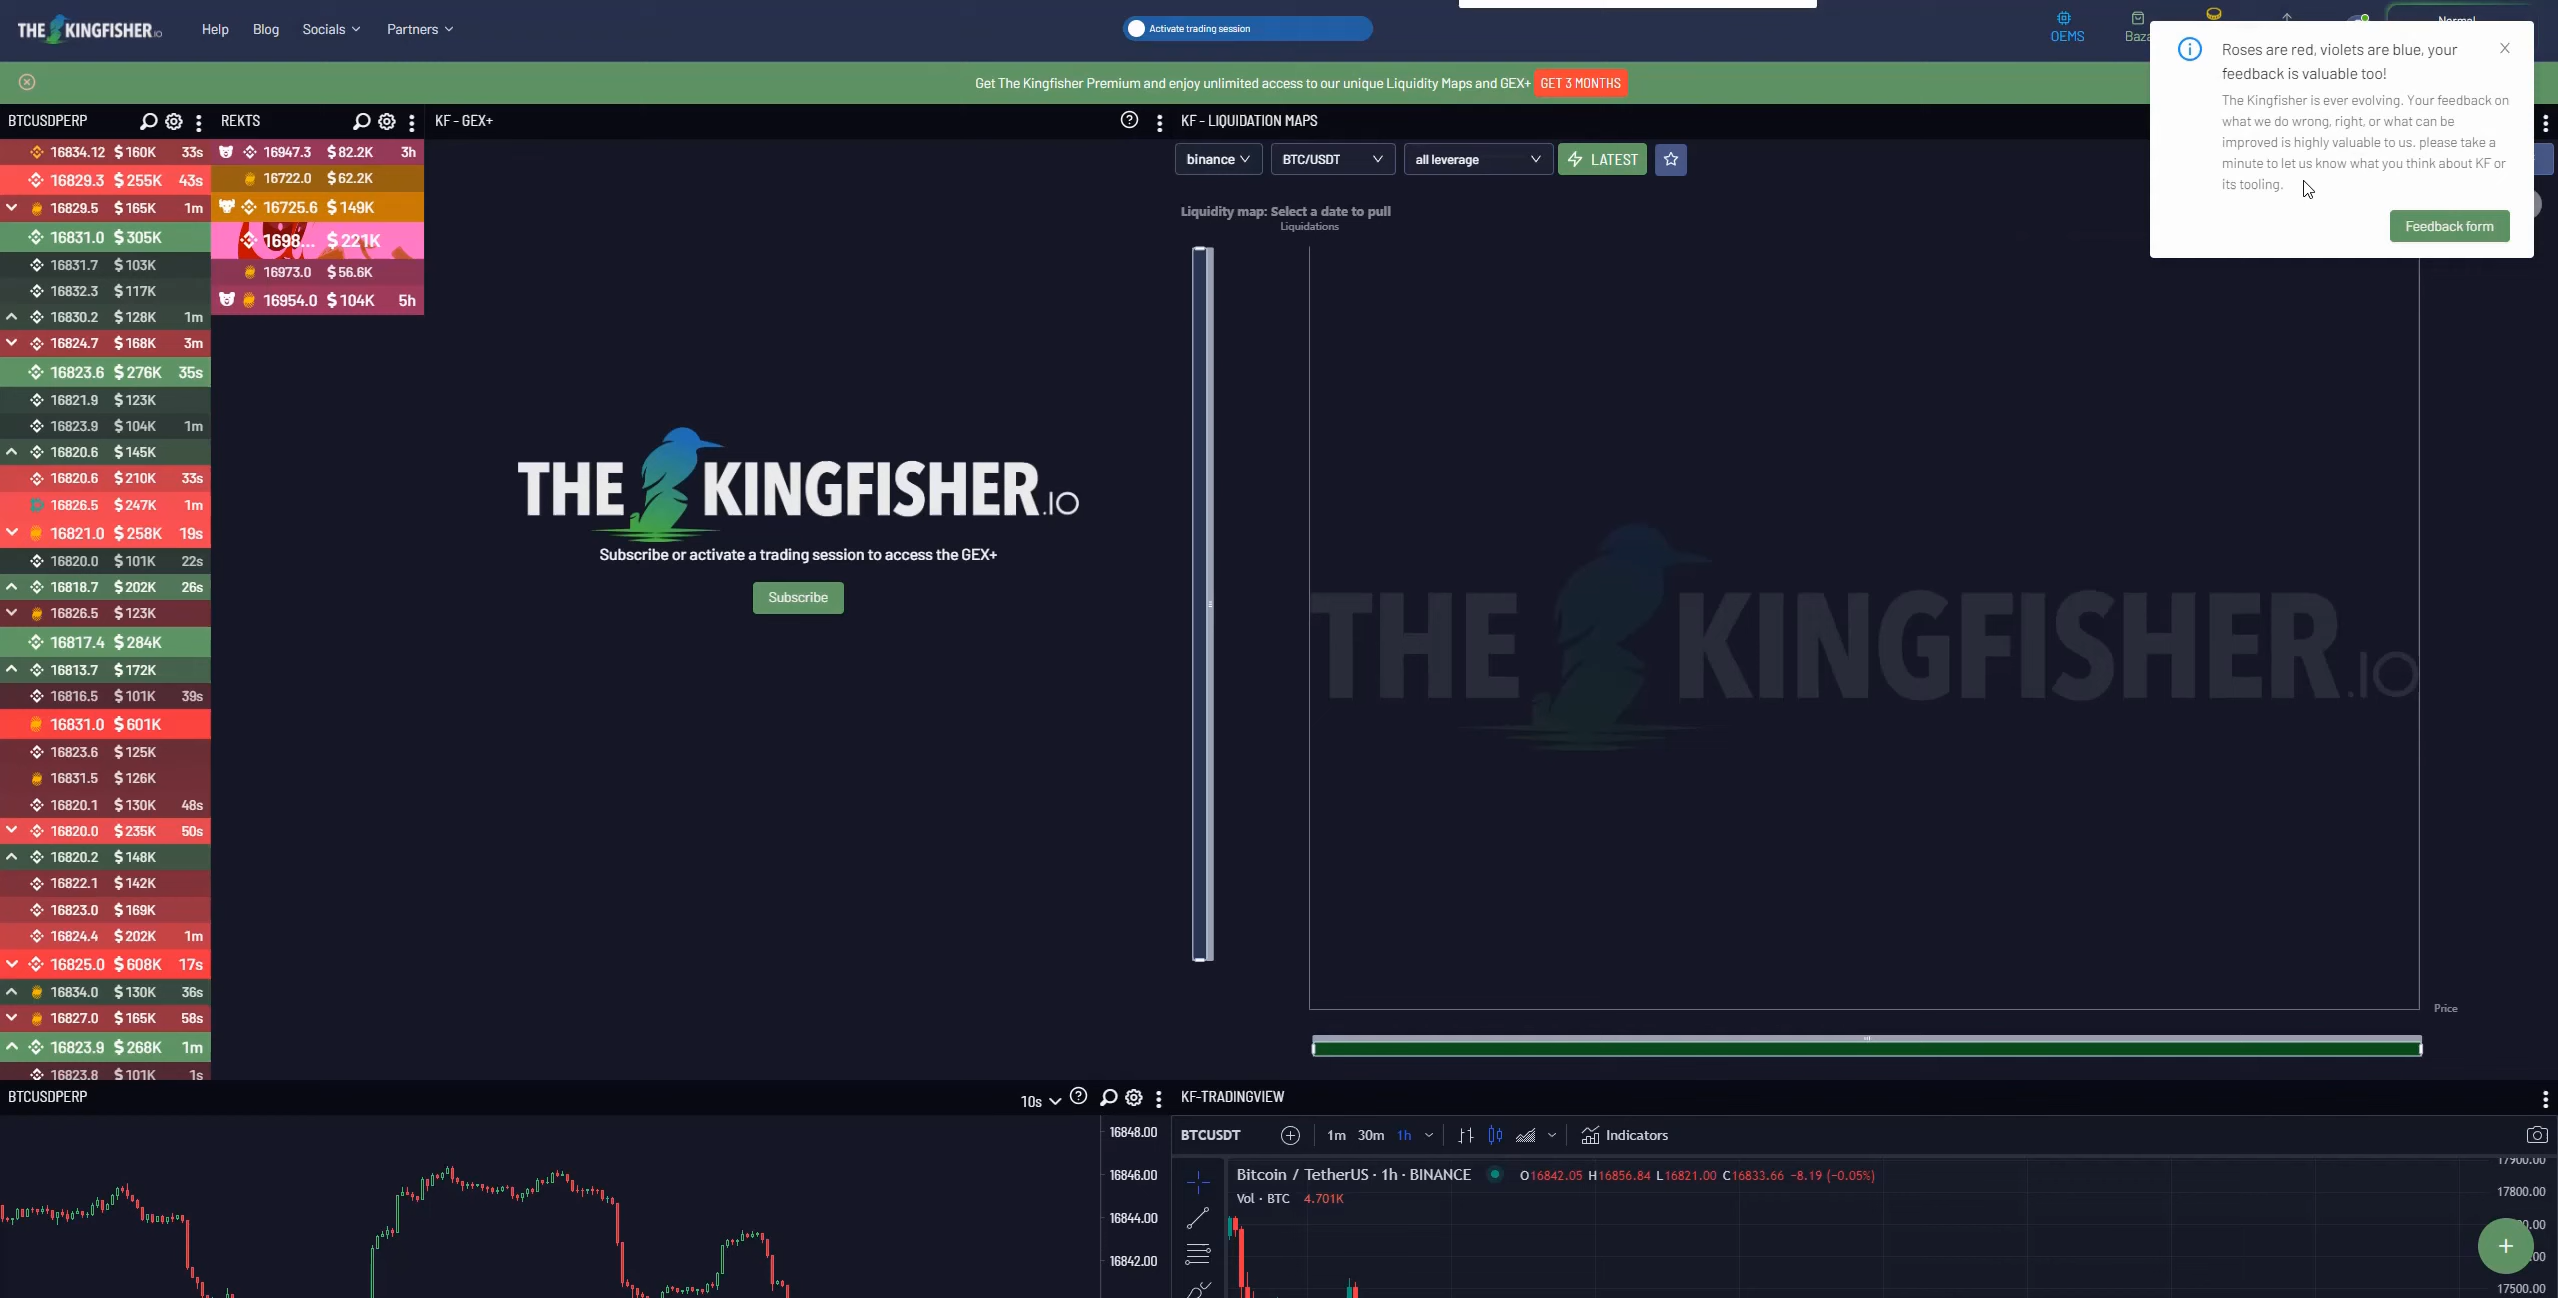 THE KINGFISHER.IO
Help Blog Socials Partners
Activate trading session
OEMS
Normal
Get The Kingfisher Premium and enjoy unlimited access to our unique Liquidity Maps and GEX+ GET 3 MONTHS
Roses are red, violets are blue, your
feedback is valuable too!
The Kingfisher is ever evolving. Your feedback on
what we do wrong, right, or what can be
improved is highly valuable to us. please take a
minute to let us know what you think about KF or
its tooling.
Feedback form
BTCUSDPERP
16834.12 $160K 33s
16829.3 $255K 43s
16829.5 $165K 1m
16831.0 $305K
16831.7 $103K
16832.3 $117K
16830.2 $128K 1m
16824.7 $168K 3m
16823.6 $276K 35s
16821.9 $123K
16823.9 $104K 1m
16820.6 $145K
16820.6 $210K 33s
16826.5 $247K 1m
16821.0 $258K 19s
16820.0 $101K 22s
16818.7 $202K 26s
16826.5 $123K
16817.4 $284K
16813.7 $172K
16816.5 $101K 39s
16831.0 $601K
16823.6 $125K
16831.5 $126K
16820.1 $130K 48s
16820.0 $235K 50s
16820.2 $148K
16822.1 $142K
16823.0 $169K
16824.4 $202K 1m
16825.0 $608K 17s
16834.0 $130K 36s
16827.0 $165K 58s
16823.9 $268K 1m
16823.8 $101K 1s
REKTS
16947.3 $82.2K 3h
16722.0 $62.2K
16725.6 $149K
1698... $221K
16973.0 $56.6K
16954.0 $104K 5h
KF - GEX+
THE KINGFISHER.IO
Subscribe or activate a trading session to access the GEX+
Subscribe
KF - LIQUIDATION MAPS
binance BTC/USDT all leverage LATEST
Liquidity map: Select a date to pull
Liquidations
THE KINGFISHER.IO
Price
BTCUSDPERP
10s
16848.00
16846.00
16844.00
16842.00
KF-TRADINGVIEW
BTCUSDT 1m 30m 1h Indicators
Bitcoin / TetherUS · 1h · BINANCE O16842.05 H16856.84 L16821.00 C16833.66 −8.19 (−0.05%)
Vol · BTC 4.701K
17900.00
17800.00
17500.00